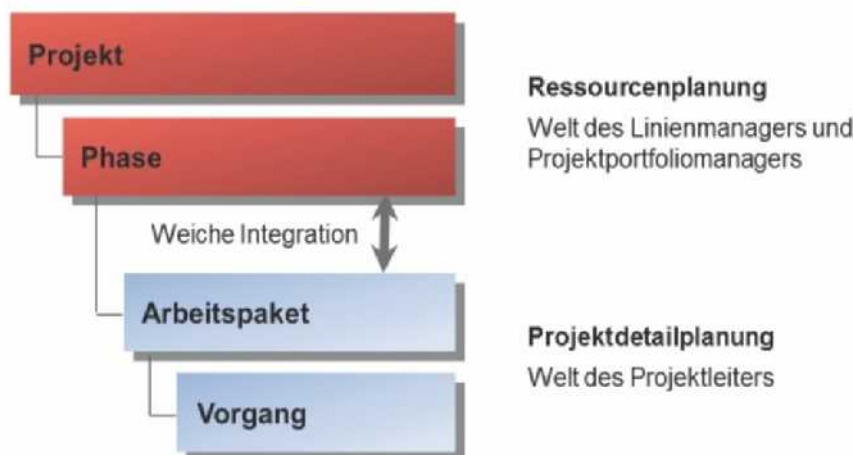 Projekt
Ressourcenplanung
Welt des Linienmanagers und
Projektportfoliomanagers
Phase
Weiche Integration
Arbeitspaket
Projektdetailplanung
Welt des Projektleiters
Vorgang